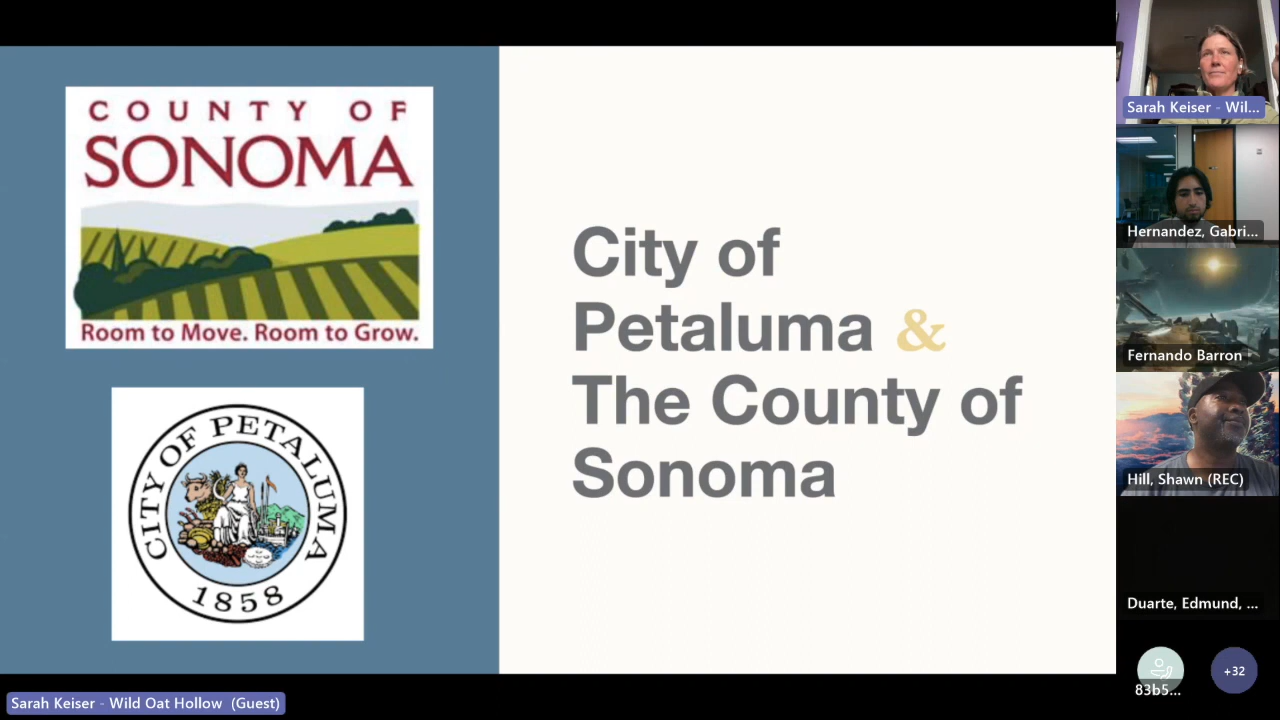 COUNTY OF
SONOMA
Room to Move. Room to Grow.
CITY OF PETALUMA
1858
City of
Petaluma &
The County of
Sonoma
Sarah Keiser - Wil...
Hernandez, Gabri...
Fernando Barron
Hill, Shawn (REC)
Duarte, Edmund, ...
83b5...
+32
Sarah Keiser - Wild Oat Hollow (Guest)